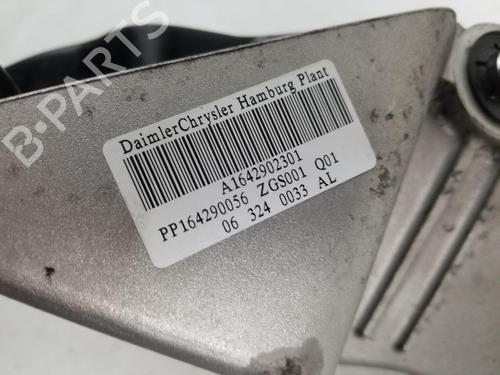 B-PARTS
DaimlerChrysler Hamburg Plant
A1642902301
PP164290056 ZGS001 Q01
06 324 0033 AL